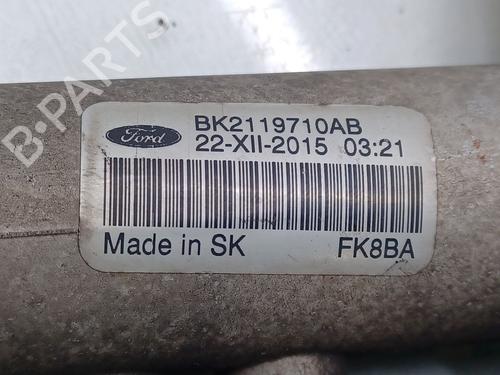 B-PARTS
Ford
BK2119710AB
22-XII-2015 03:21
Made in SK
FK8BA